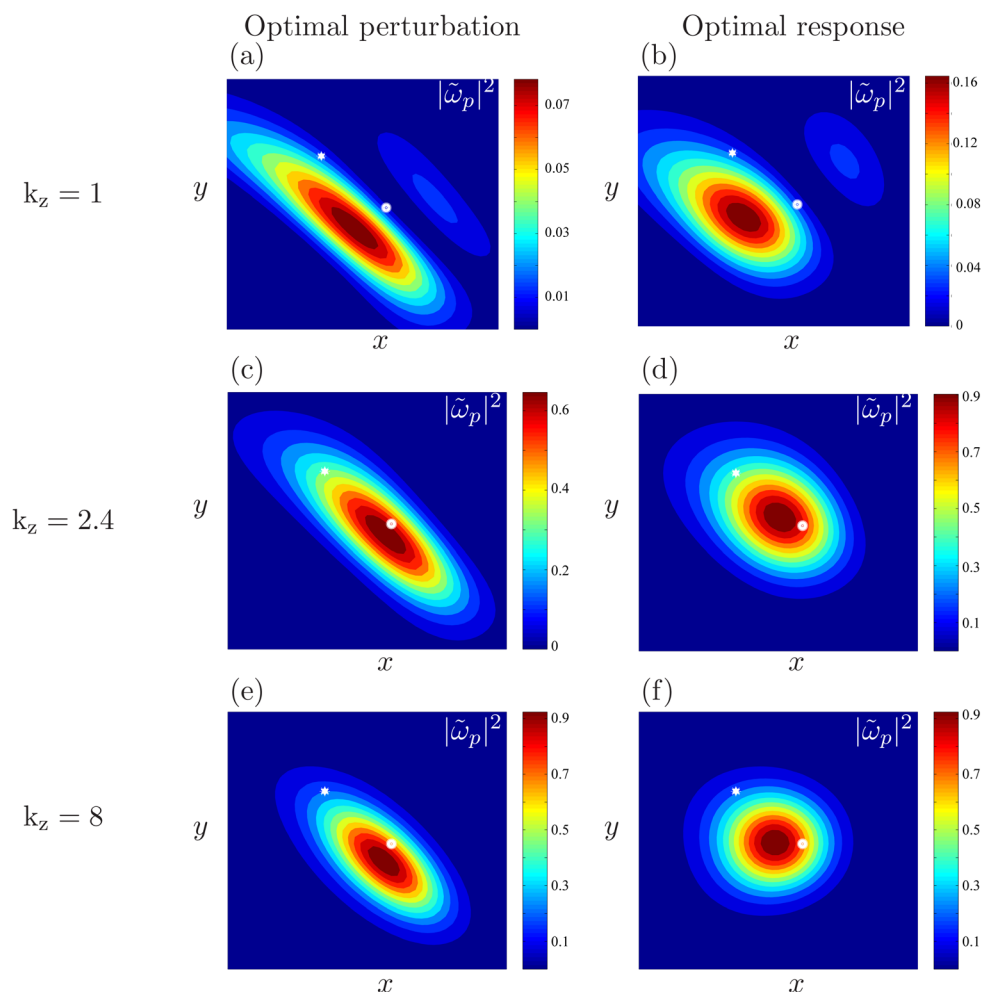 Optimal perturbation Optimal response
(a) (b)
k_z = 1
|ω̃_p|²
y
x
0.07
0.05
0.03
0.01
|ω̃_p|²
y
x
0.16
0.12
0.08
0.04
0
(c) (d)
k_z = 2.4
|ω̃_p|²
y
x
0.6
0.4
0.2
0
|ω̃_p|²
y
x
0.9
0.7
0.5
0.3
0.1
(e) (f)
k_z = 8
|ω̃_p|²
y
x
0.9
0.7
0.5
0.3
0.1
|ω̃_p|²
y
x
0.9
0.7
0.5
0.3
0.1